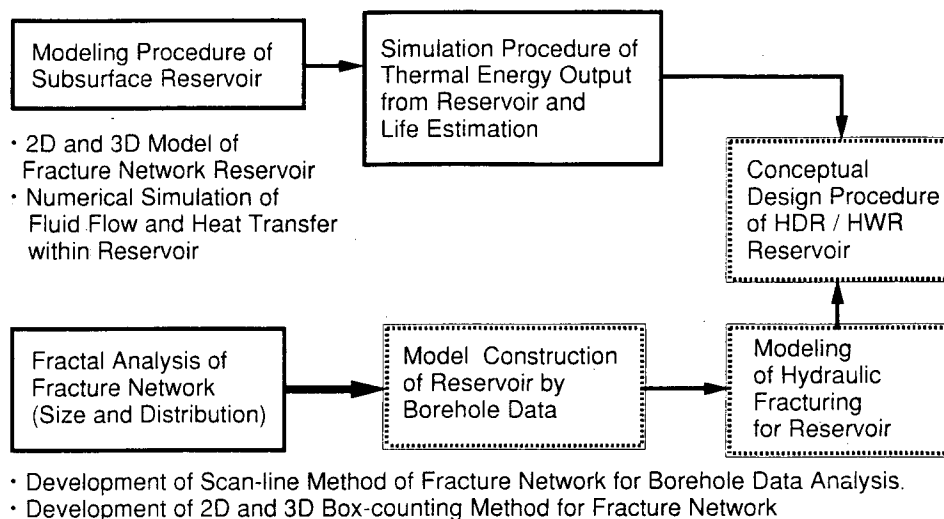 Modeling Procedure of
Subsurface Reservoir
Simulation Procedure of
Thermal Energy Output
from Reservoir and
Life Estimation
· 2D and 3D Model of
Fracture Network Reservoir
· Numerical Simulation of
Fluid Flow and Heat Transfer
within Reservoir
Conceptual
Design Procedure
of HDR / HWR
Reservoir
Fractal Analysis of
Fracture Network
(Size and Distribution)
Model Construction
of Reservoir by
Borehole Data
Modeling
of Hydraulic
Fracturing
for Reservoir
· Development of Scan-line Method of Fracture Network for Borehole Data Analysis.
· Development of 2D and 3D Box-counting Method for Fracture Network